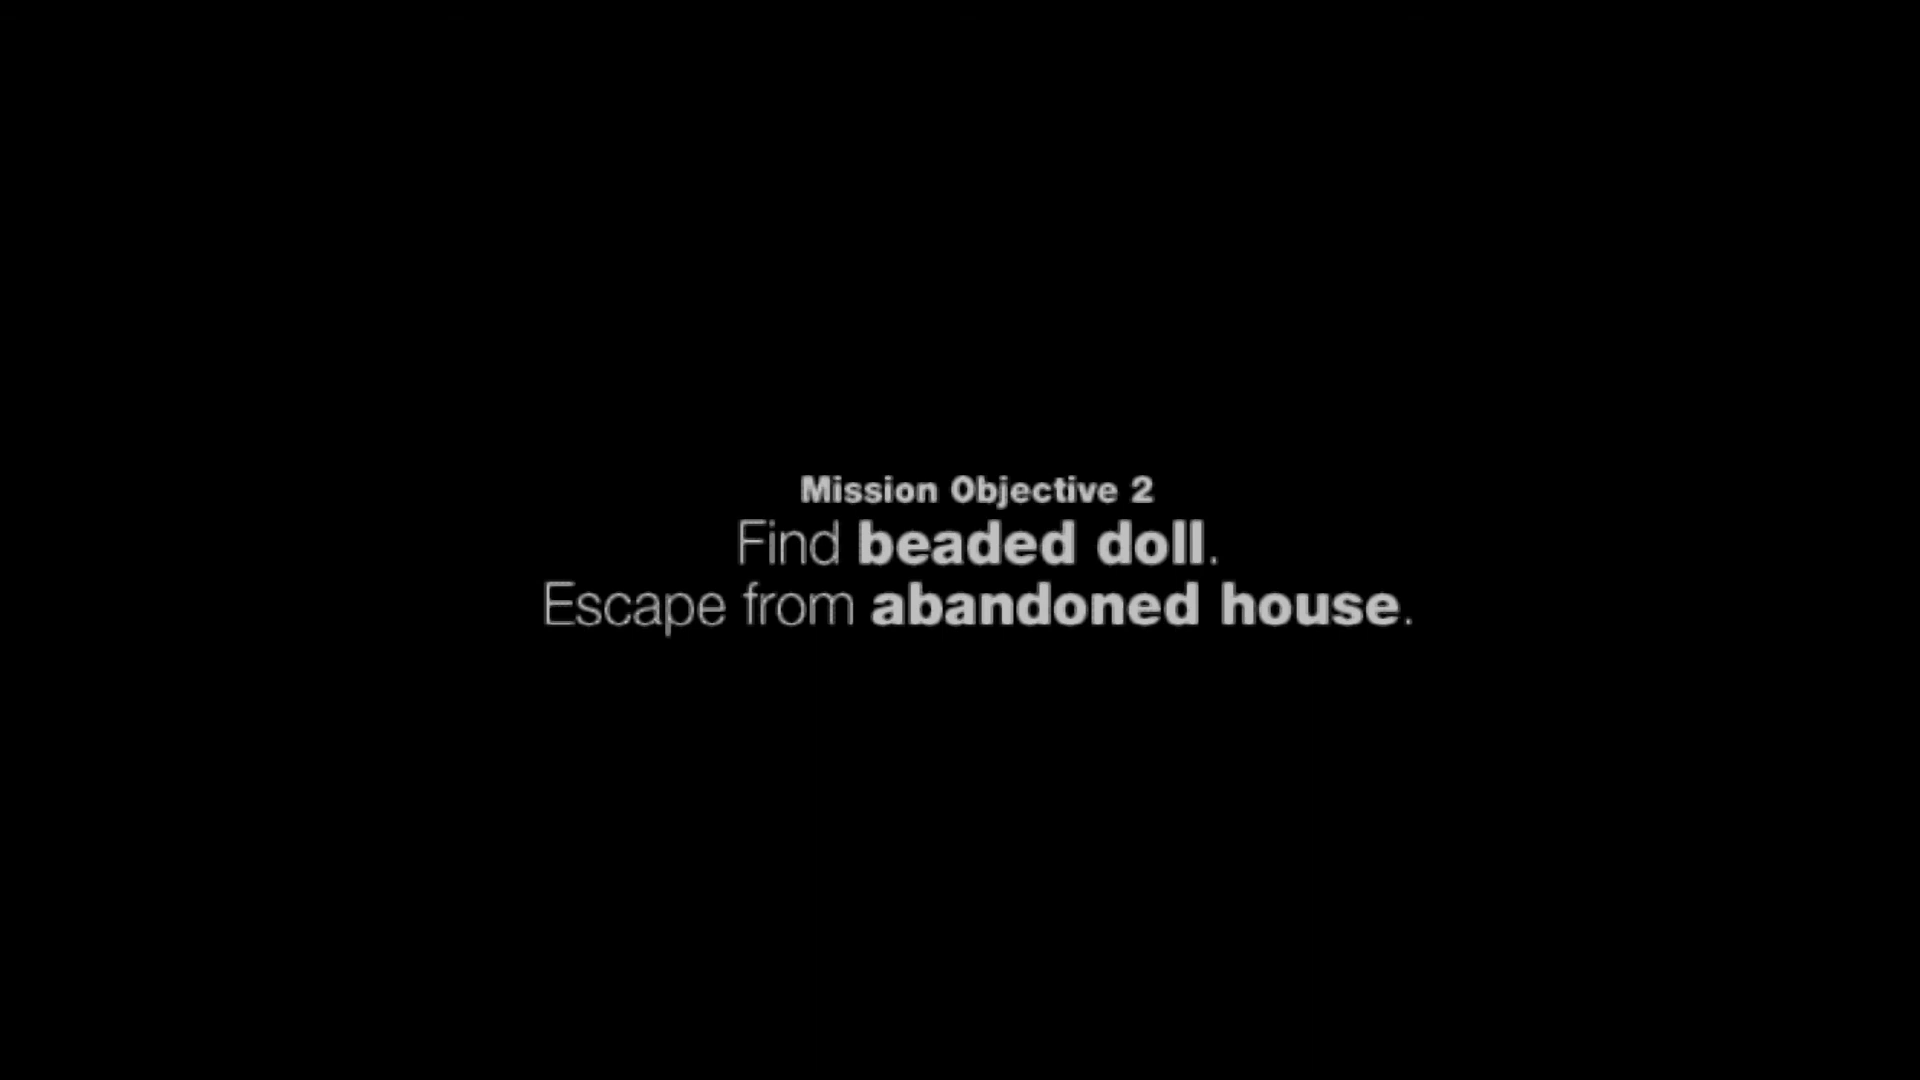 Mission Objective 2
Find beaded doll.
Escape from abandoned house.